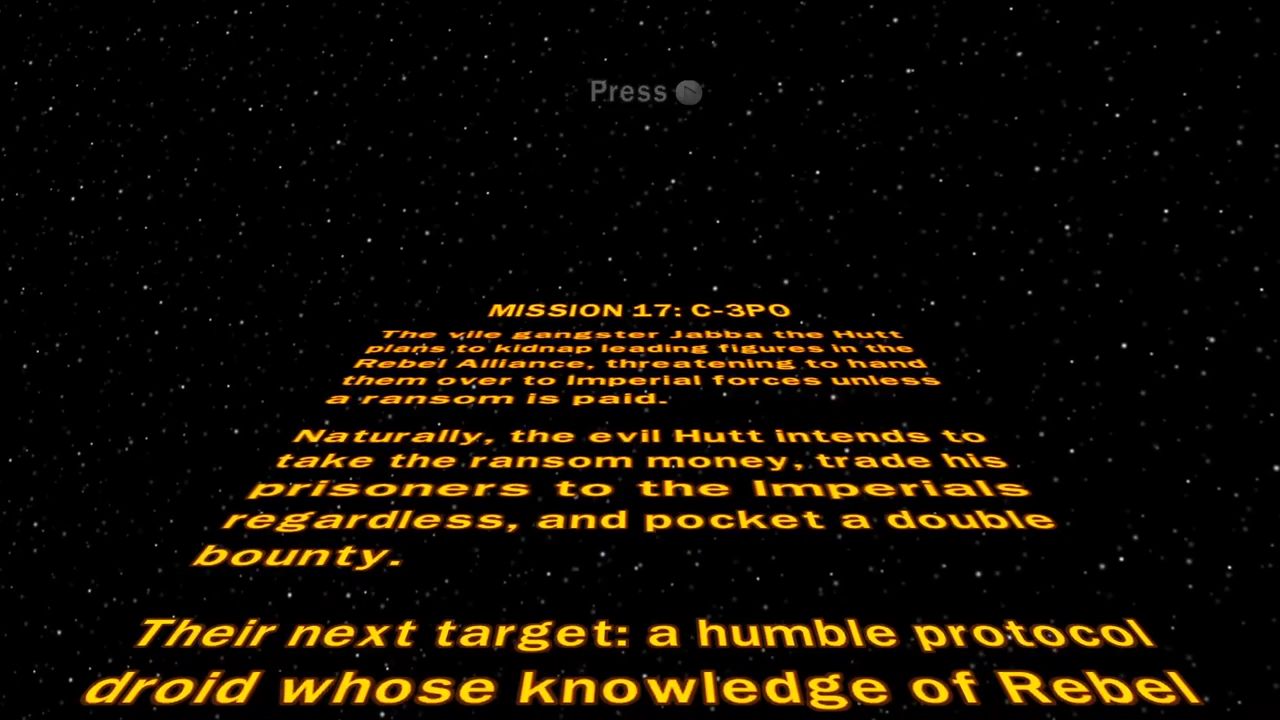 Press
MISSION 17: C-3PO
The vile gangster Jabba the Hutt
plans to kidnap leading figures in the
Rebel Alliance, threatening to hand
them over to Imperial forces unless
a ransom is paid.
Naturally, the evil Hutt intends to
take the ransom money, trade his
prisoners to the Imperials
regardless, and pocket a double
bounty.
Their next target: a humble protocol
droid whose knowledge of Rebel